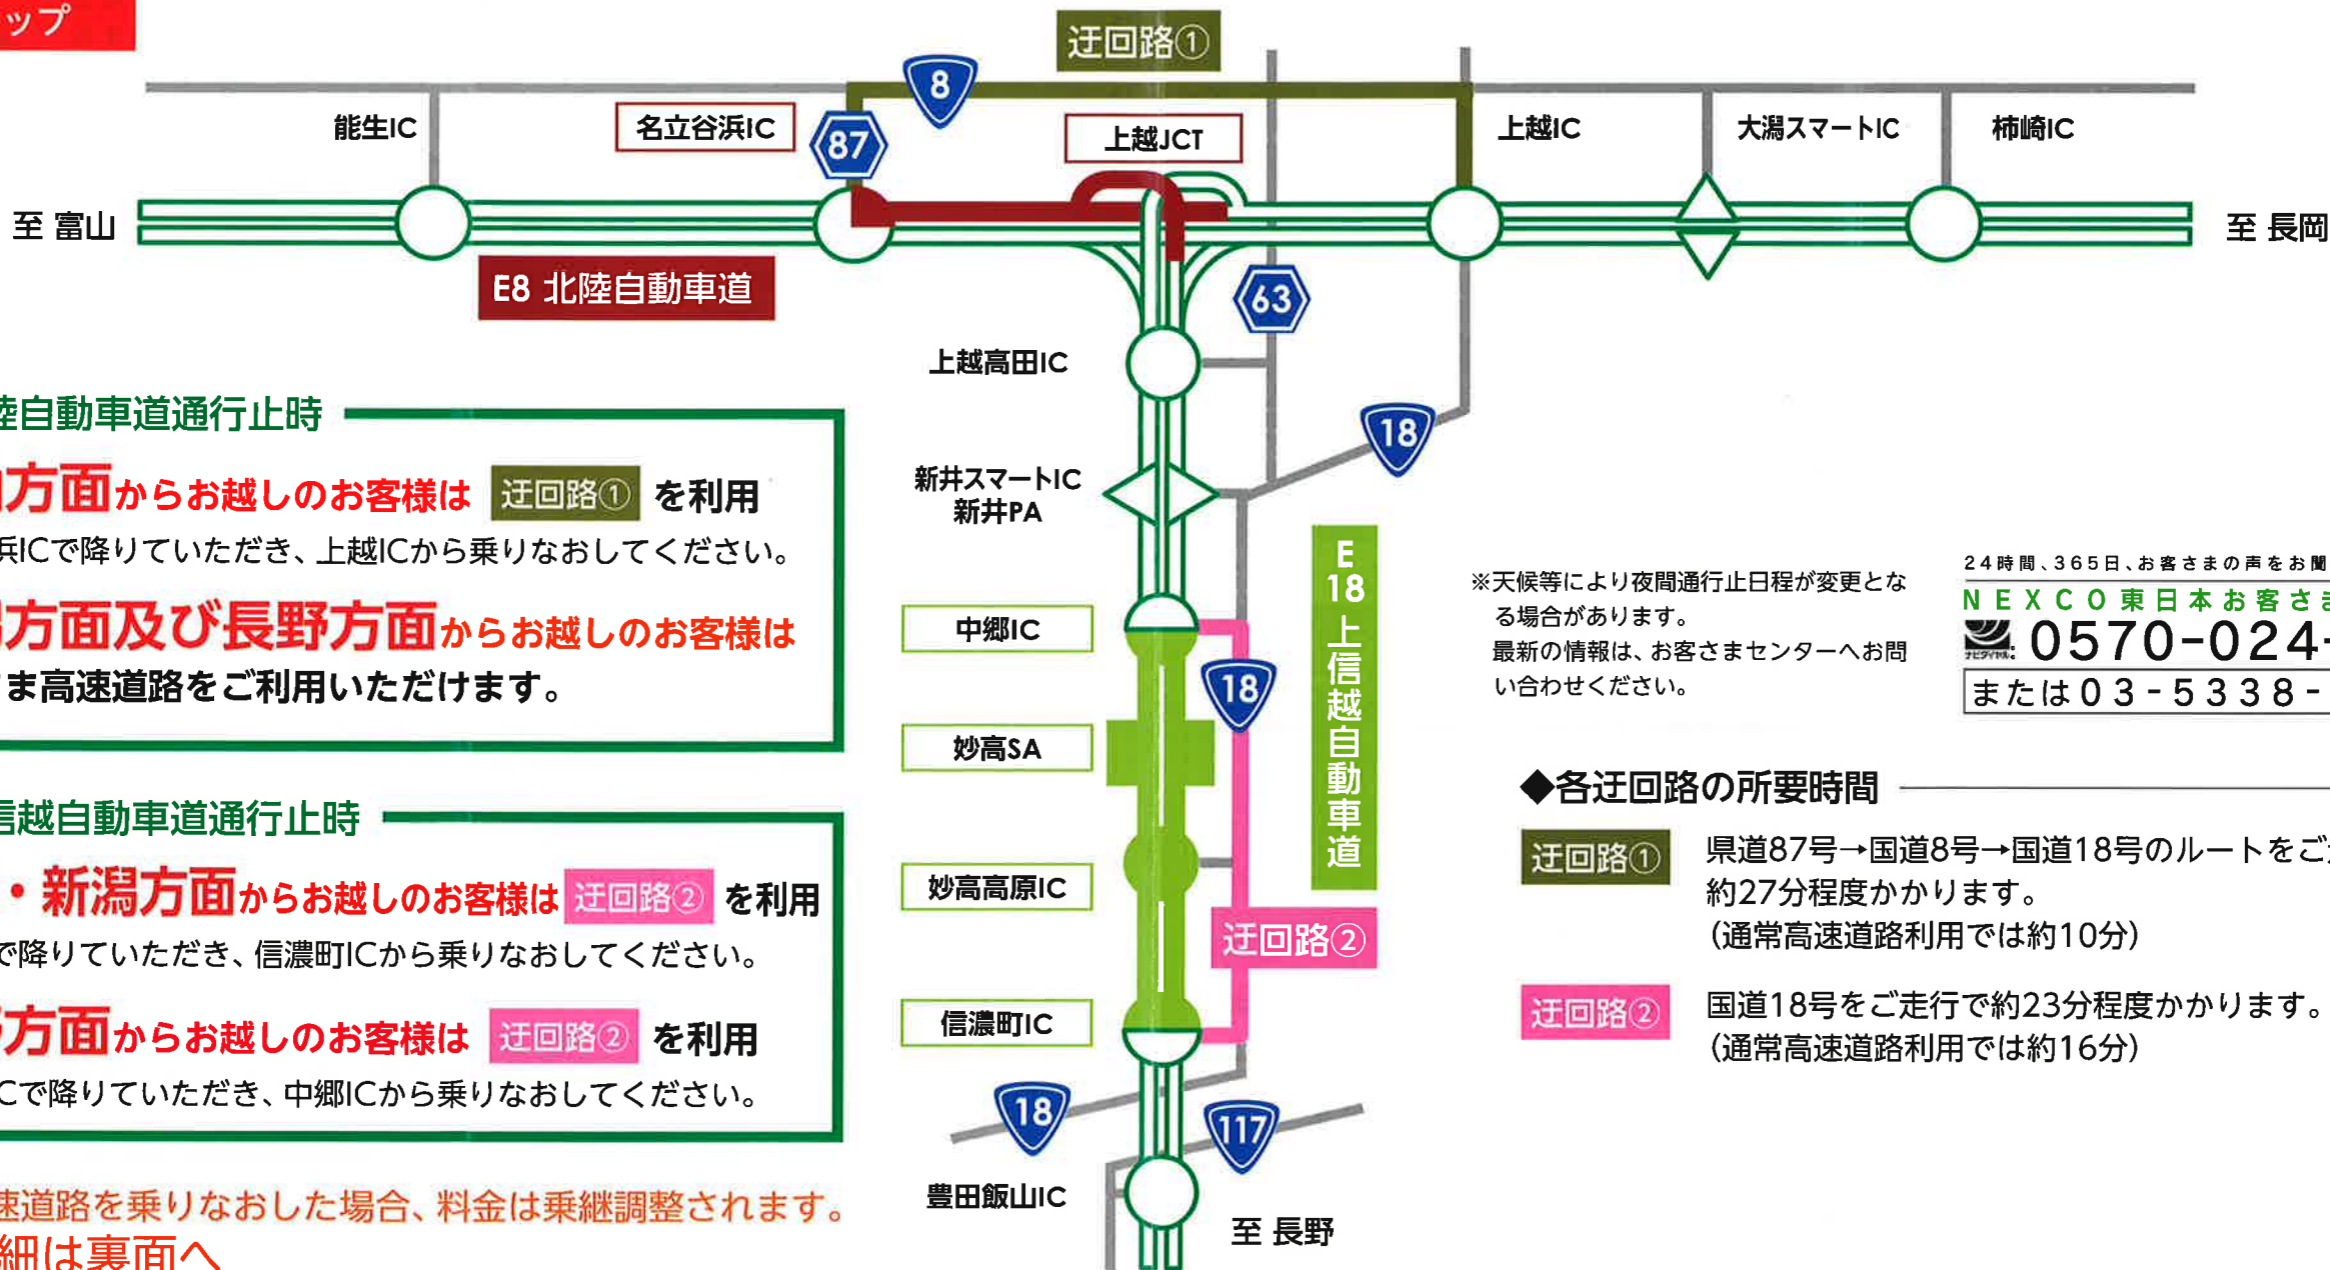 ップ
迂回路①
8
能生IC
名立谷浜IC
87
上越JCT
上越IC
大潟スマートIC
柿崎IC
至 富山
至 長岡
E8 北陸自動車道
63
上越高田IC
18
新井スマートIC
新井PA
陸自動車道通行止時
方面からお越しのお客様は 迂回路① を利用
浜ICで降りていただき、上越ICから乗りなおしてください。
方面及び長野方面からお越しのお客様は
ま高速道路をご利用いただけます。
信越自動車道通行止時
・新潟方面からお越しのお客様は 迂回路② を利用
で降りていただき、信濃町ICから乗りなおしてください。
方面からお越しのお客様は 迂回路② を利用
Cで降りていただき、中郷ICから乗りなおしてください。
速道路を乗りなおした場合、料金は乗継調整されます。
細は裏面へ
中郷IC
18
妙高SA
妙高高原IC
信濃町IC
E18 上信越自動車道
迂回路②
18
117
豊田飯山IC
至 長野
※天候等により夜間通行止日程が変更とな
る場合があります。
最新の情報は、お客さまセンターへお問
い合わせください。
24時間、365日、お客さまの声をお聞
NEXCO東日本お客さま
ナビダイヤル
0570-024-
または03-5338-
◆各迂回路の所要時間
迂回路①
県道87号→国道8号→国道18号のルートをご
約27分程度かかります。
（通常高速道路利用では約10分）
迂回路②
国道18号をご走行で約23分程度かかります。
（通常高速道路利用では約16分）